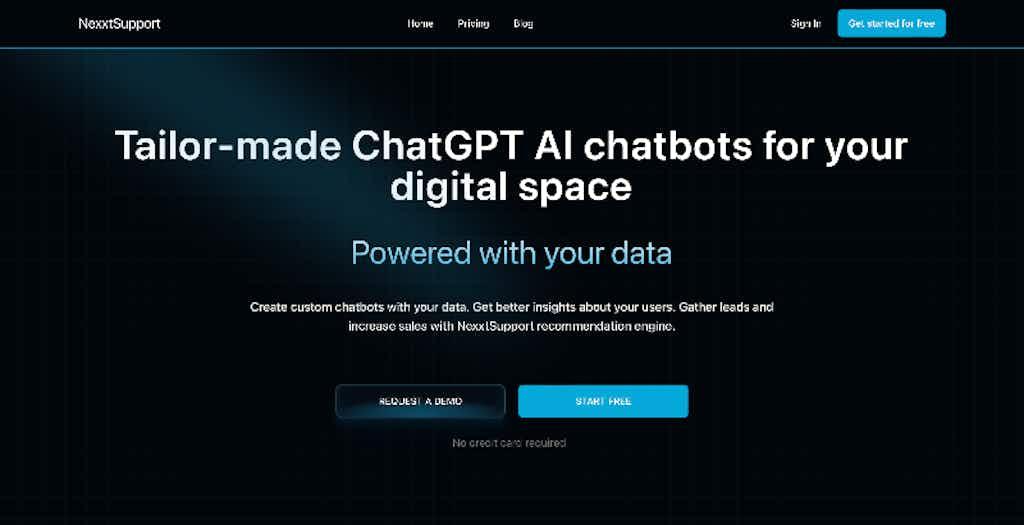 NexxtSupport
Home
Pricing
Blog
Sign In
Get started for free
Tailor-made ChatGPT AI chatbots for your
digital space
Powered with your data
Create custom chatbots with your data. Get better insights about your users. Gather leads and
increase sales with NexxtSupport recommendation engine.
REQUEST A DEMO
START FREE
No credit card required